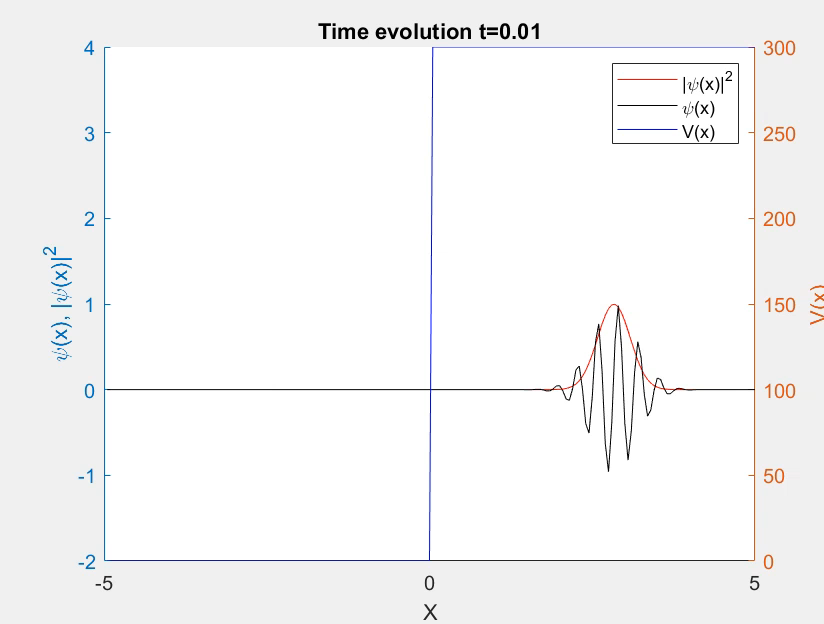 Time evolution t=0.01
4
3
2
1
0
-1
-2
ψ(x), |ψ(x)|²
|ψ(x)|²
ψ(x)
V(x)
300
250
200
150
100
50
0
V(x)
-5
0
5
X